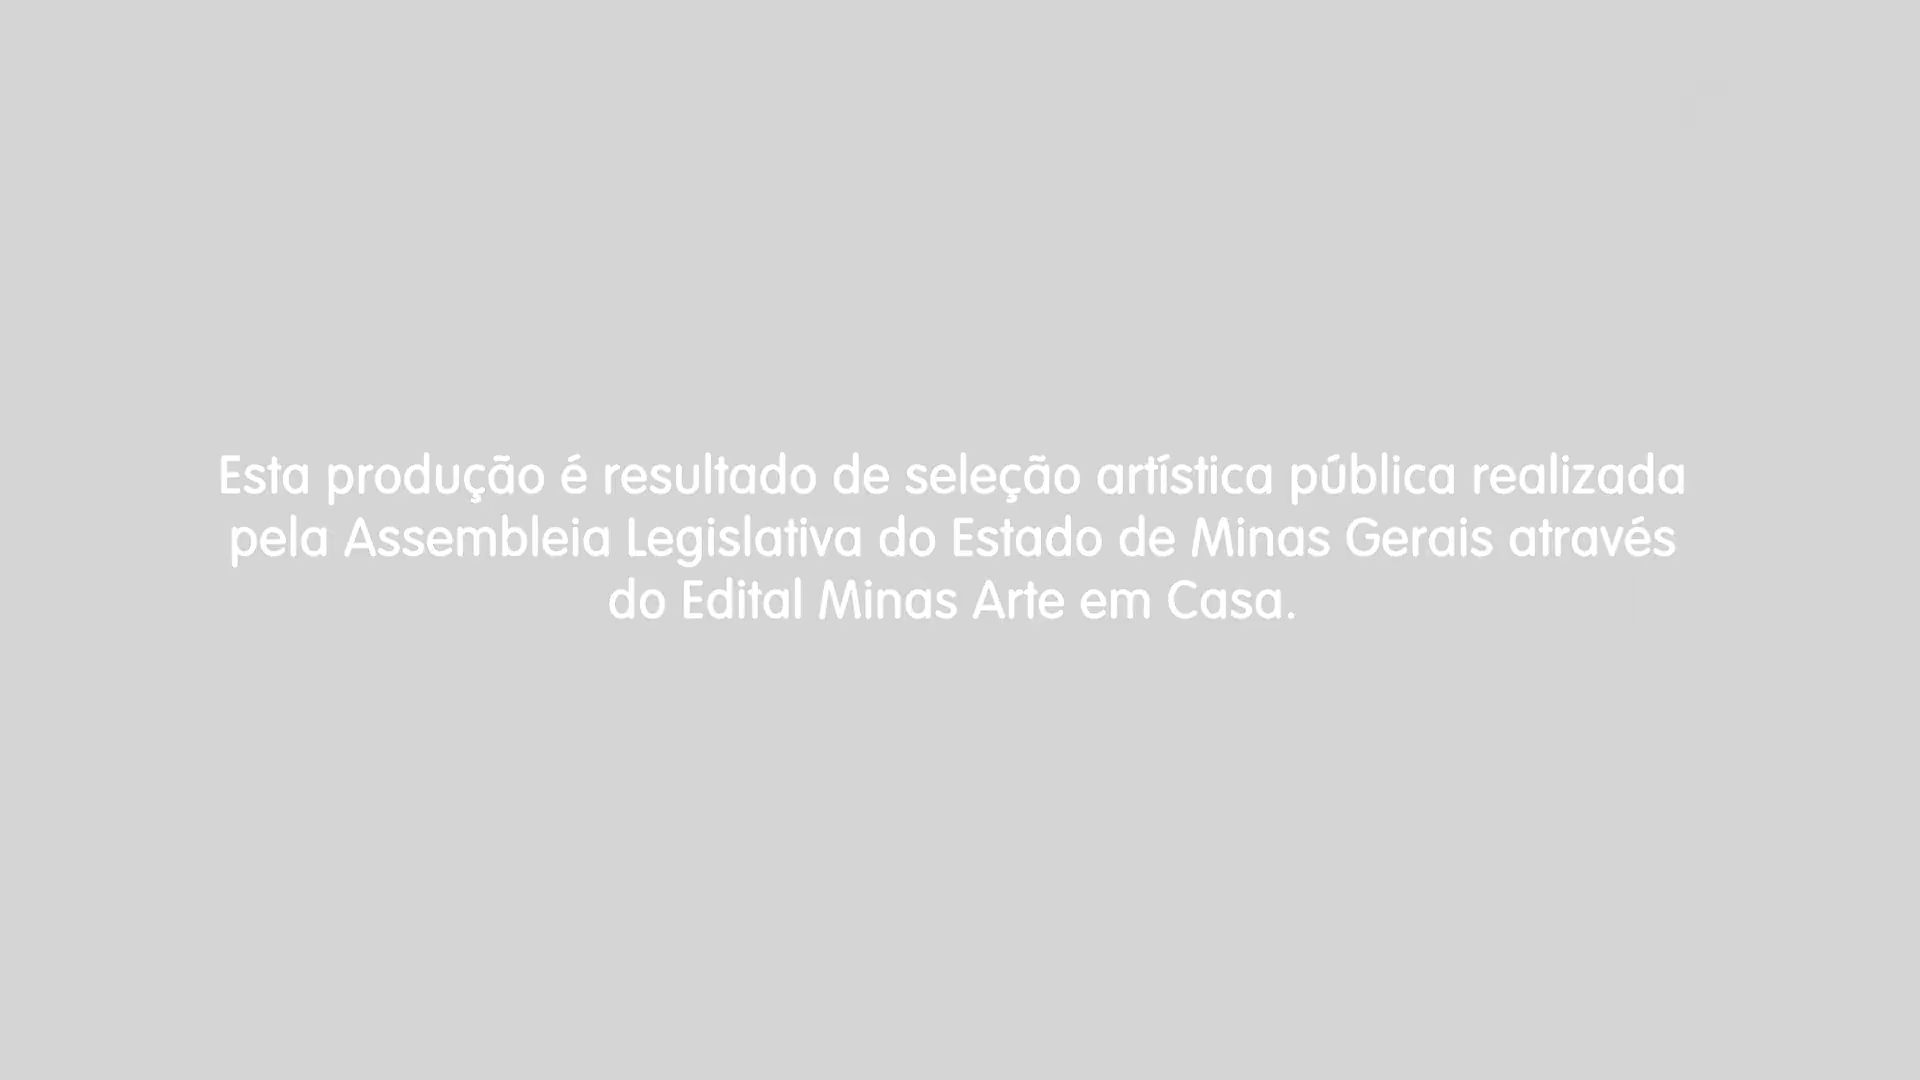 Esta produção é resultado de seleção artística pública realizada
pela Assembleia Legislativa do Estado de Minas Gerais através
do Edital Minas Arte em Casa.